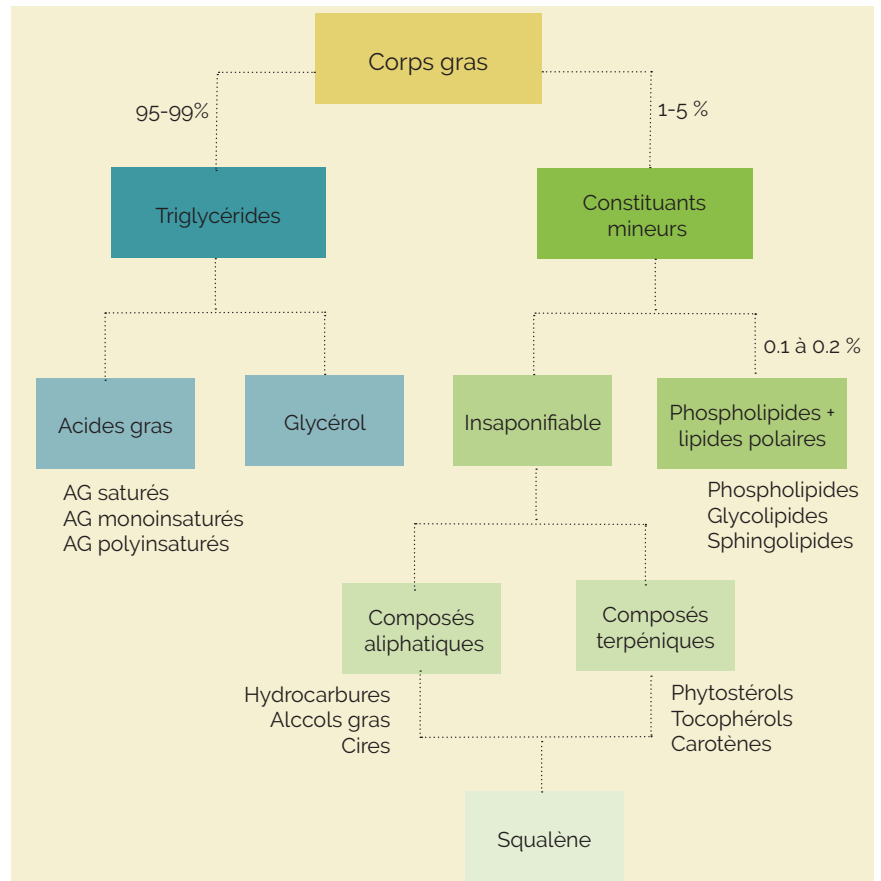 Corps gras
95-99%
1-5 %
Triglycérides
Constituants
mineurs
0.1 à 0.2 %
Acides gras
Glycérol
Insaponifiable
Phospholipides +
lipides polaires
AG saturés
AG monoinsaturés
AG polyinsaturés
Phospholipides
Glycolipides
Sphingolipides
Composés
aliphatiques
Composés
terpéniques
Hydrocarbures
Alccols gras
Cires
Phytostérols
Tocophérols
Carotènes
Squalène